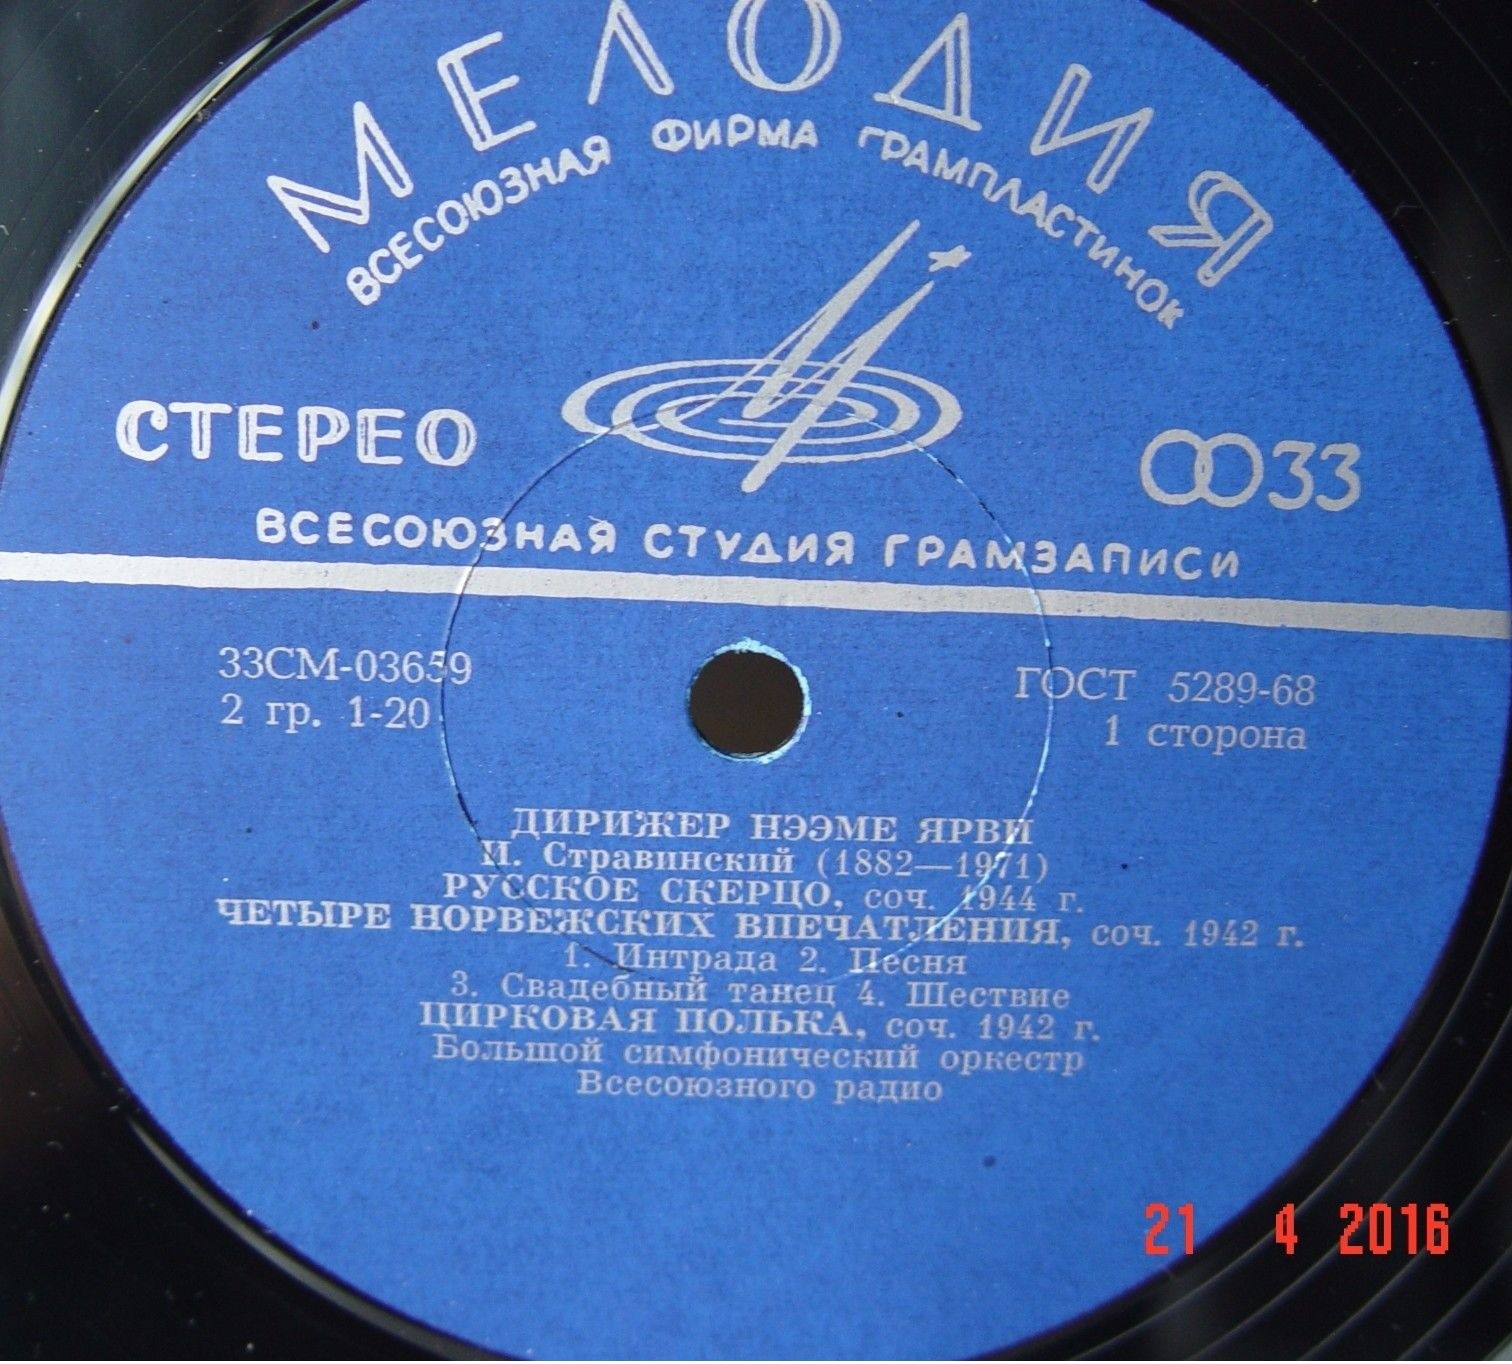 МЕЛОДИЯ
ВСЕСОЮЗНАЯ ФИРМА ГРАМПЛАСТИНОК
СТЕРЕО
33
ВСЕСОЮЗНАЯ СТУДИЯ ГРАМЗАПИСИ
33СМ-03659
2 гр. 1-20
ГОСТ 5289-68
1 сторона
ДИРИЖЕР НЭЭМЕ ЯРВИ
И. Стравинский (1882—1971)
РУССКОЕ СКЕРЦО, соч. 1944 г.
ЧЕТЫРЕ НОРВЕЖСКИХ ВПЕЧАТЛЕНИЯ, соч. 1942 г.
1. Интрада 2. Песня
3. Свадебный танец 4. Шествие
ЦИРКОВАЯ ПОЛЬКА, соч. 1942 г.
Большой симфонический оркестр
Всесоюзного радио
21 4 2016